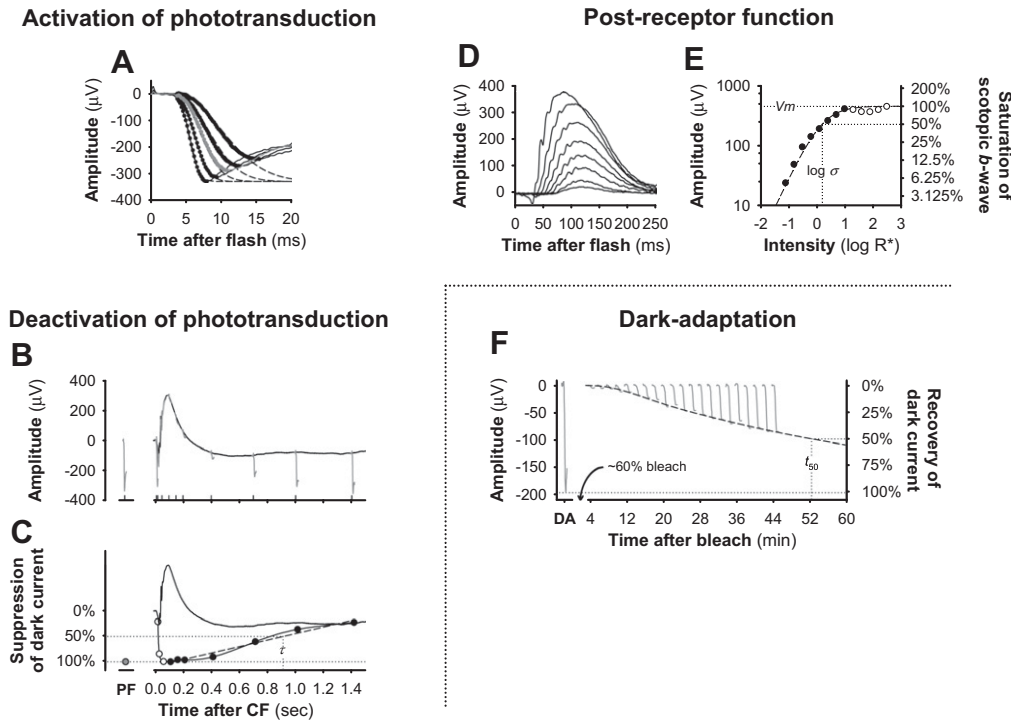 Activation of phototransduction
Post-receptor function
A
Amplitude (µV)
0
-100
-200
-300
-400
0 5 10 15 20
Time after flash (ms)
D
Amplitude (µV)
400
300
200
100
0
0 50 100 150 200 250
Time after flash (ms)
E
Amplitude (µV)
1000
100
10
Vm
log σ
-2 -1 0 1 2 3
Intensity (log R*)
200%
100%
50%
25%
12.5%
6.25%
3.125%
Saturation of
scotopic b-wave
Deactivation of phototransduction
Dark-adaptation
B
Amplitude (µV)
400
200
0
-200
-400
C
Suppression
of dark current
0%
50%
100%
t
PF 0.0 0.2 0.4 0.6 0.8 1.0 1.2 1.4
Time after CF (sec)
F
Amplitude (µV)
0
-50
-100
-150
-200
~60% bleach
t50
DA 4 12 20 28 36 44 52 60
Time after bleach (min)
0%
25%
50%
75%
100%
Recovery of
dark current